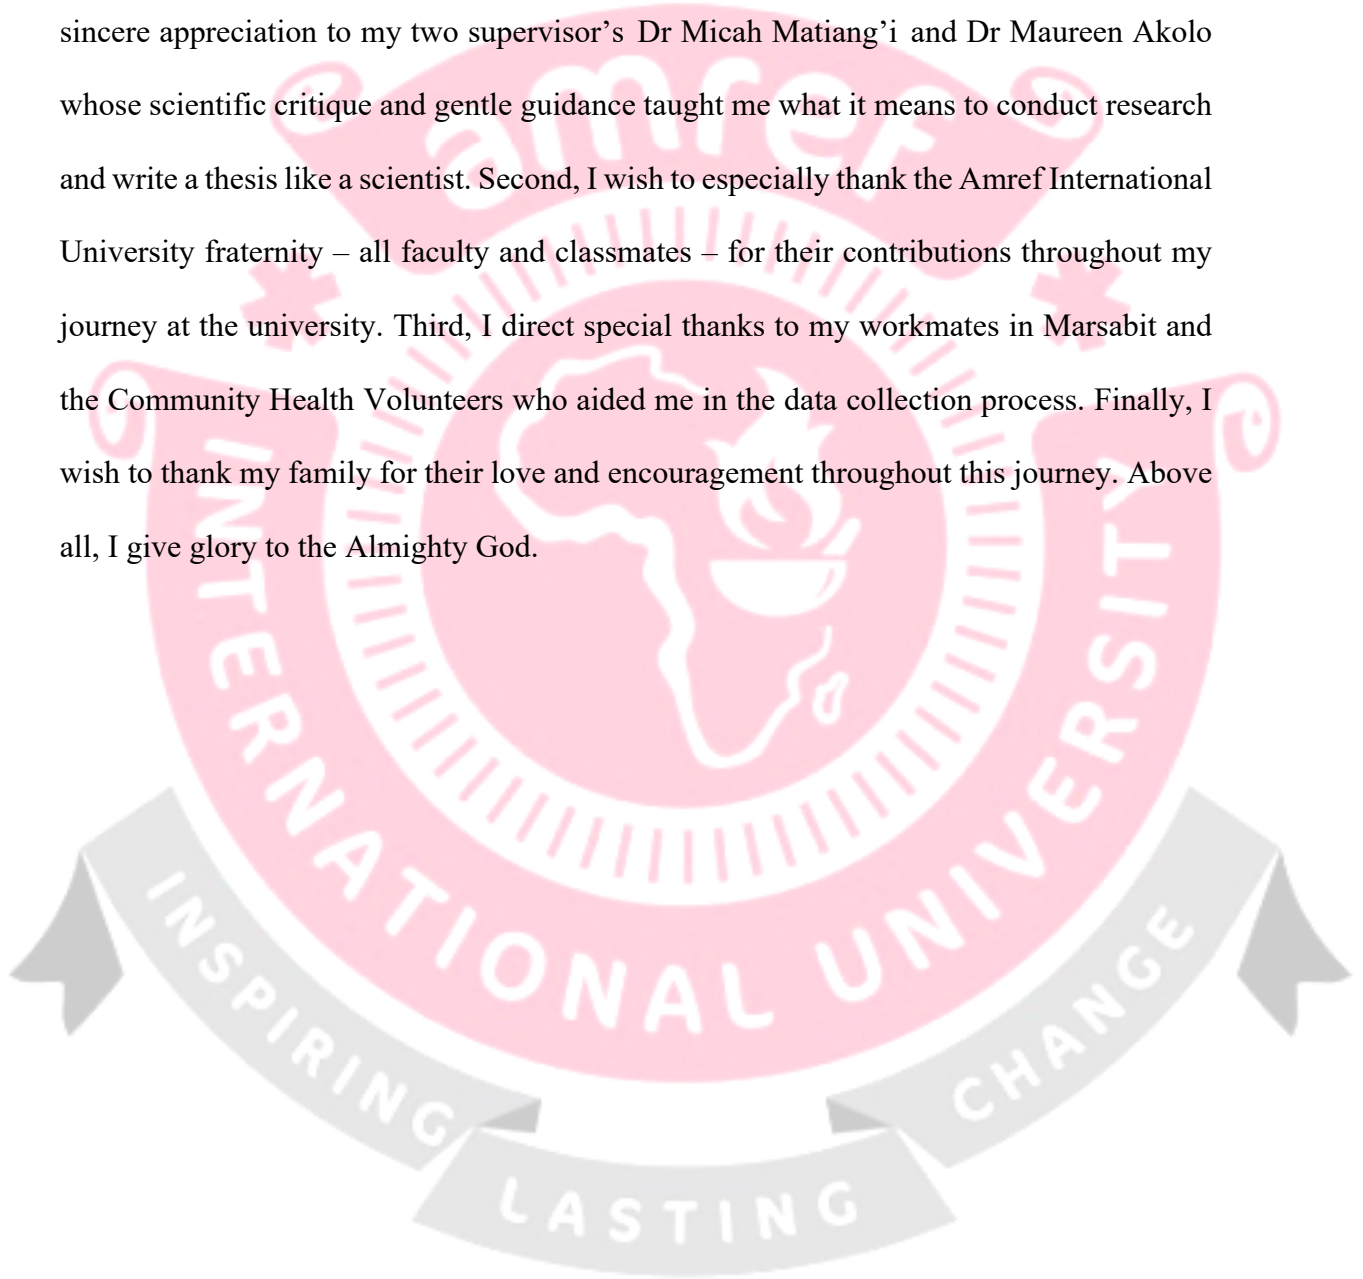 sincere appreciation to my two supervisor’s Dr Micah Matiang’i and Dr Maureen Akolo
whose scientific critique and gentle guidance taught me what it means to conduct research
and write a thesis like a scientist. Second, I wish to especially thank the Amref International
University fraternity – all faculty and classmates – for their contributions throughout my
journey at the university. Third, I direct special thanks to my workmates in Marsabit and
the Community Health Volunteers who aided me in the data collection process. Finally, I
wish to thank my family for their love and encouragement throughout this journey. Above
all, I give glory to the Almighty God.
amref
INTERNATIONAL UNIVERSITY
INSPIRING
LASTING
CHANGE